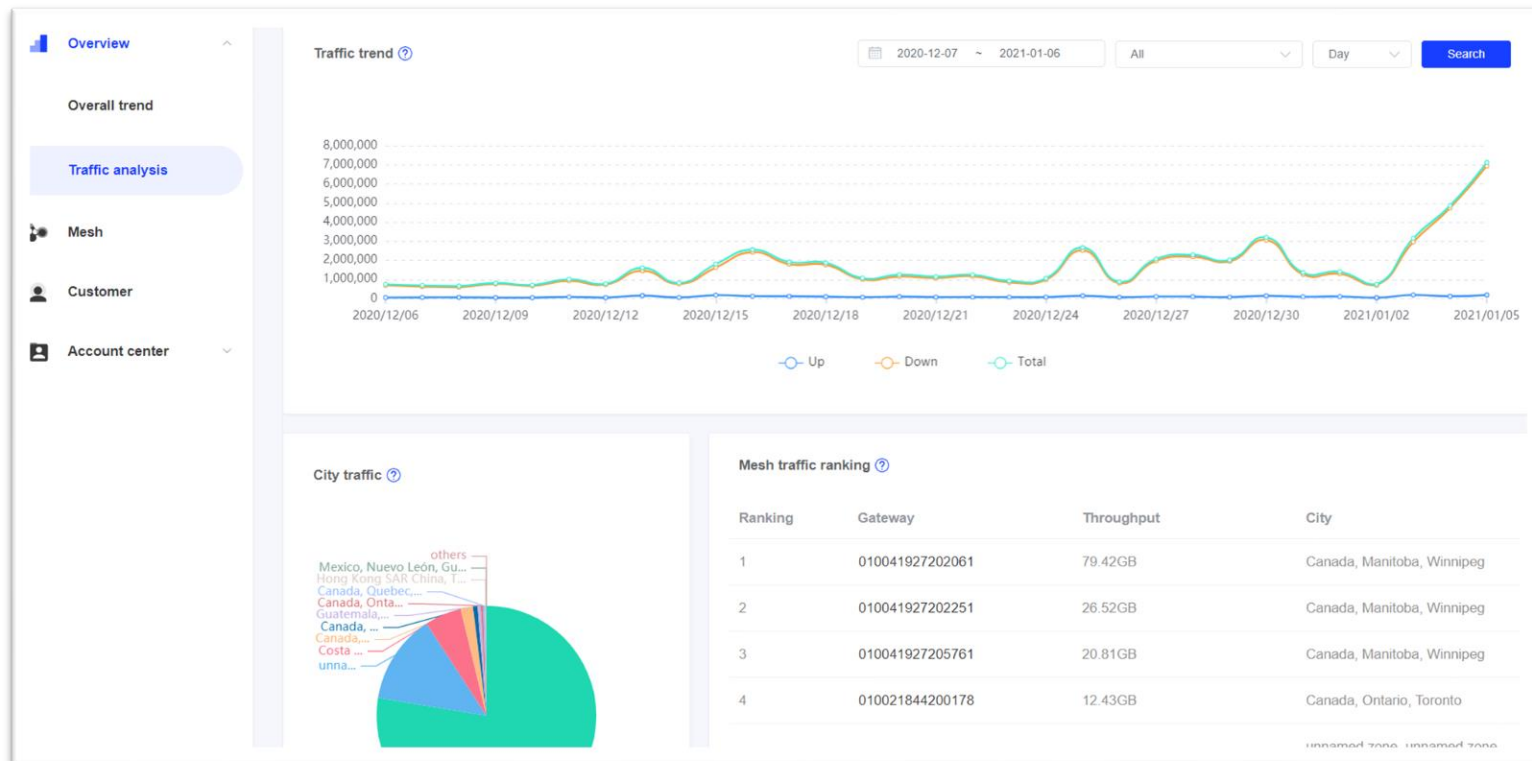 Overview
Overall trend
Traffic analysis
Mesh
Customer
Account center
Traffic trend ?
2020-12-07 ~ 2021-01-06 All Day Search
8,000,000
7,000,000
6,000,000
5,000,000
4,000,000
3,000,000
2,000,000
1,000,000
0
2020/12/06 2020/12/09 2020/12/12 2020/12/15 2020/12/18 2020/12/21 2020/12/24 2020/12/27 2020/12/30 2021/01/02 2021/01/05
Up Down Total
City traffic ?
others
Mexico, Nuevo León, Gu...
Hong Kong SAR China, T...
Canada, Quebec,...
Canada, Onta...
Guatemala,...
Canada, ...
Canada,...
Costa ...
unna...
Mesh traffic ranking ?
Ranking Gateway Throughput City
1 010041927202061 79.42GB Canada, Manitoba, Winnipeg
2 010041927202251 26.52GB Canada, Manitoba, Winnipeg
3 010041927205761 20.81GB Canada, Manitoba, Winnipeg
4 010021844200178 12.43GB Canada, Ontario, Toronto
unnamed zone, unnamed zone